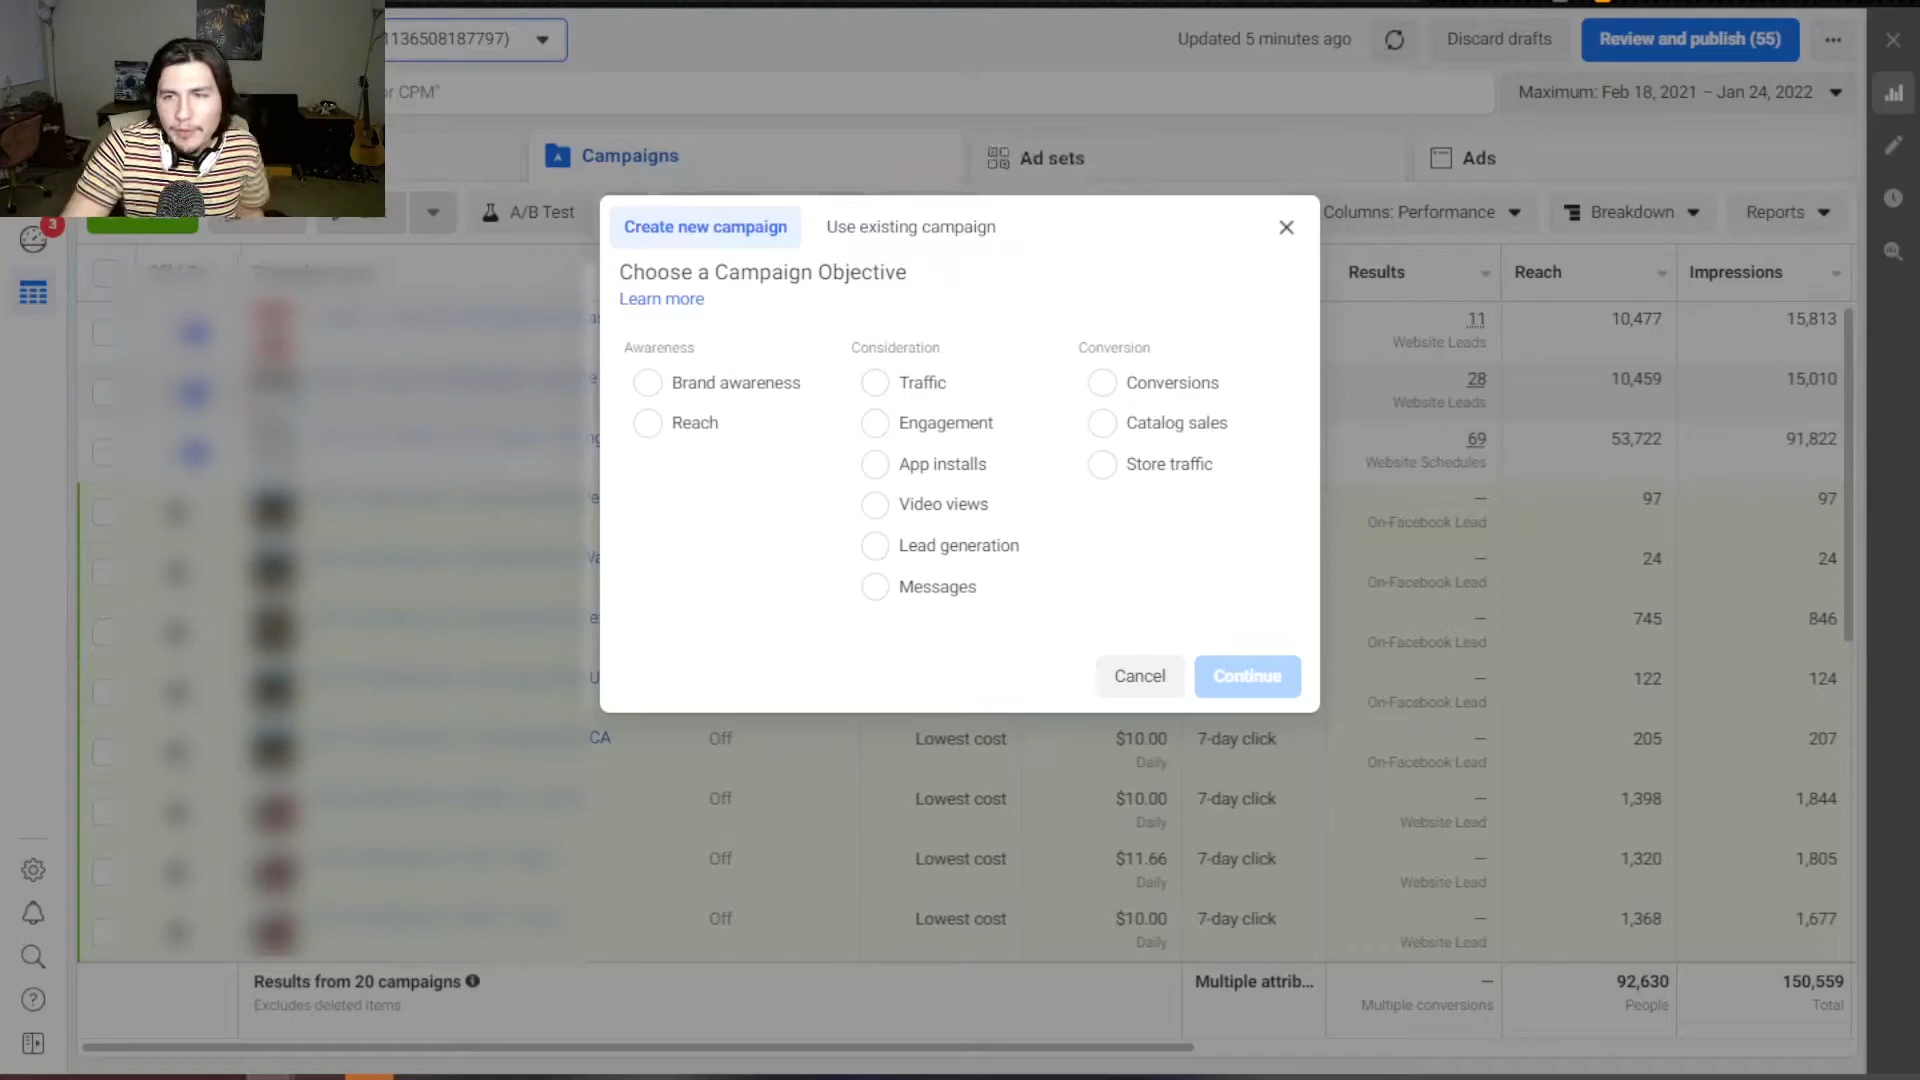 1136508187797)
Updated 5 minutes ago
Discard drafts
Review and publish (55)
or CPM"
Maximum: Feb 18, 2021 – Jan 24, 2022
Campaigns
Ad sets
Ads
3
A/B Test
Columns: Performance
Breakdown
Reports
Create new campaign
Use existing campaign
Choose a Campaign Objective
Learn more
Awareness
Brand awareness
Reach
Consideration
Traffic
Engagement
App installs
Video views
Lead generation
Messages
Conversion
Conversions
Catalog sales
Store traffic
Cancel
Continue
Results
Reach
Impressions
11
10,477
15,813
Website Leads
28
10,459
15,010
Website Leads
69
53,722
91,822
Website Schedules
—
97
97
On-Facebook Lead
—
24
24
On-Facebook Lead
—
745
846
On-Facebook Lead
—
122
124
On-Facebook Lead
CA
Off
Lowest cost
$10.00
7-day click
—
205
207
Daily
On-Facebook Lead
Off
Lowest cost
$10.00
7-day click
—
1,398
1,844
Daily
Website Lead
Off
Lowest cost
$11.66
7-day click
—
1,320
1,805
Daily
Website Lead
Off
Lowest cost
$10.00
7-day click
—
1,368
1,677
Daily
Website Lead
Results from 20 campaigns
Multiple attrib...
—
92,630
150,559
Excludes deleted items
Multiple conversions
People
Total